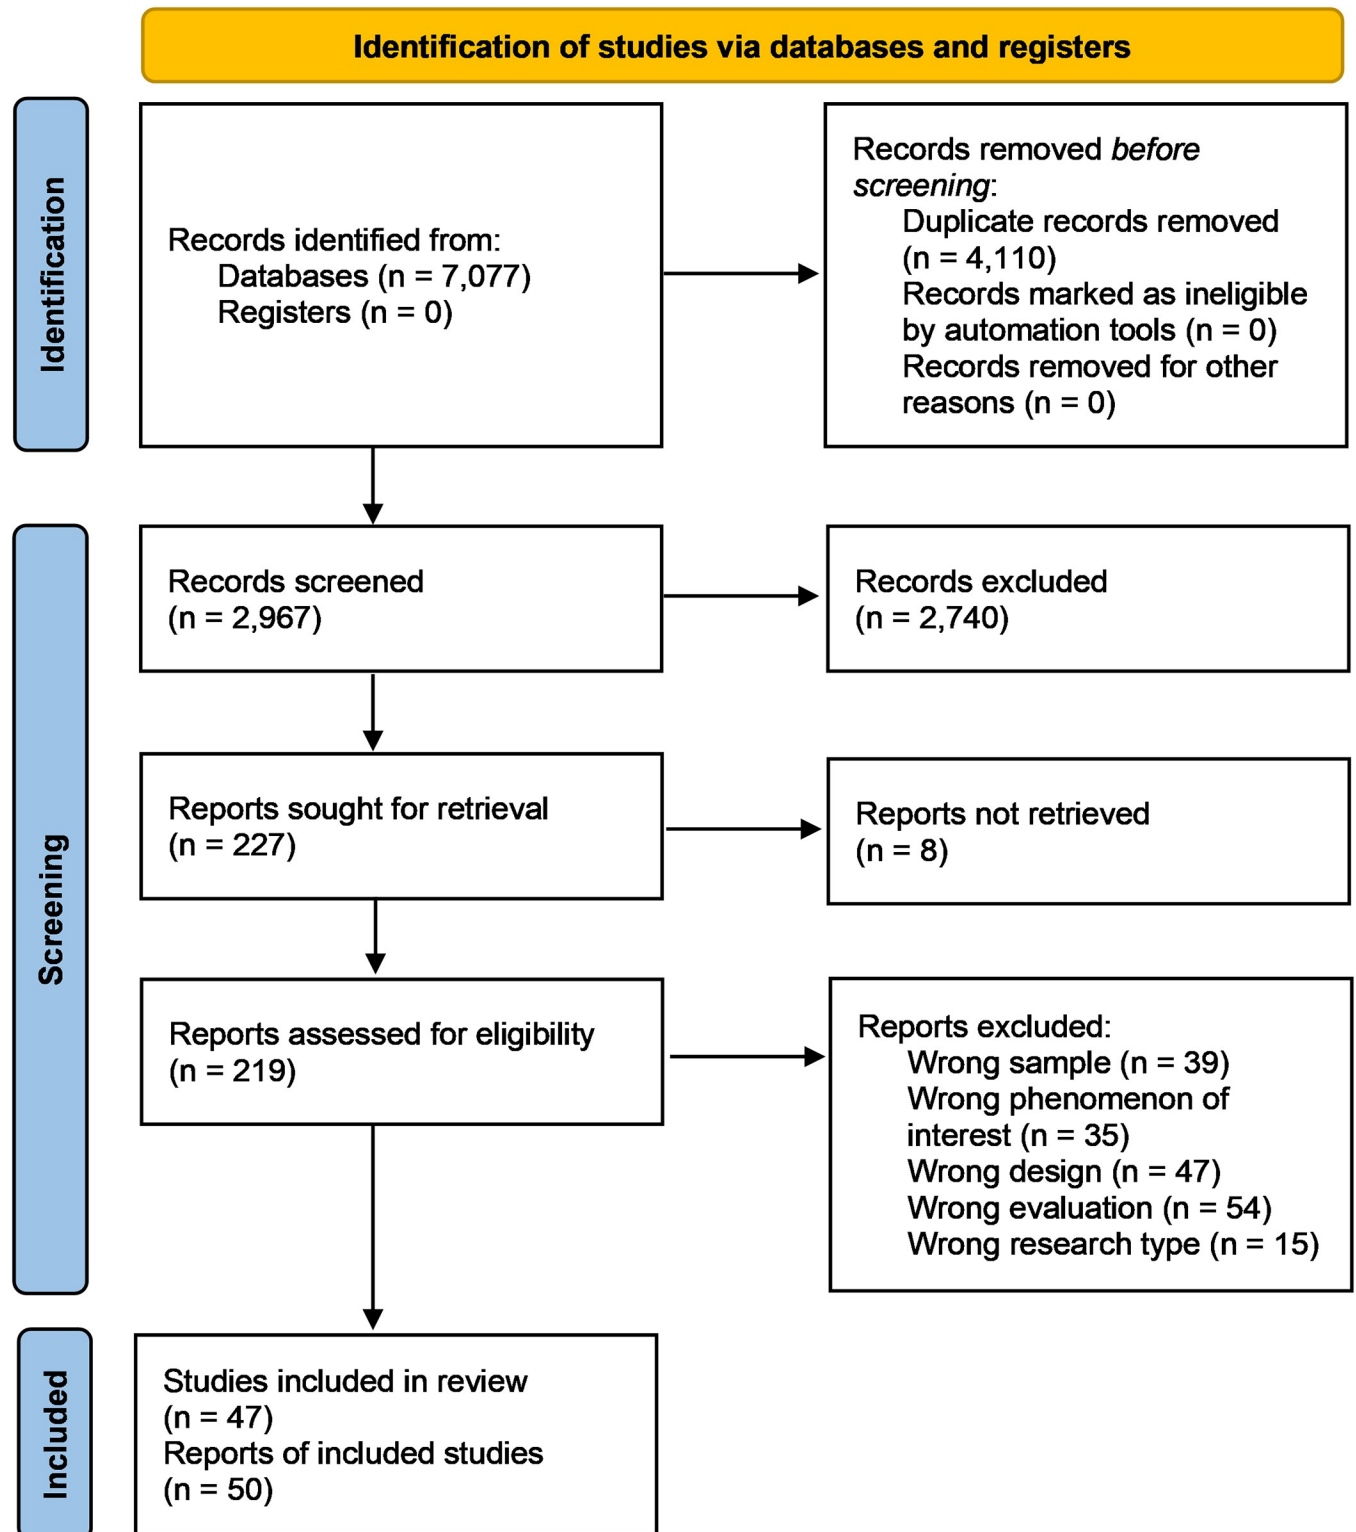 Identification of studies via databases and registers
Identification
Records identified from:
Databases (n = 7,077)
Registers (n = 0)
Records removed before
screening:
Duplicate records removed
(n = 4,110)
Records marked as ineligible
by automation tools (n = 0)
Records removed for other
reasons (n = 0)
Screening
Records screened
(n = 2,967)
Records excluded
(n = 2,740)
Reports sought for retrieval
(n = 227)
Reports not retrieved
(n = 8)
Reports assessed for eligibility
(n = 219)
Reports excluded:
Wrong sample (n = 39)
Wrong phenomenon of
interest (n = 35)
Wrong design (n = 47)
Wrong evaluation (n = 54)
Wrong research type (n = 15)
Included
Studies included in review
(n = 47)
Reports of included studies
(n = 50)